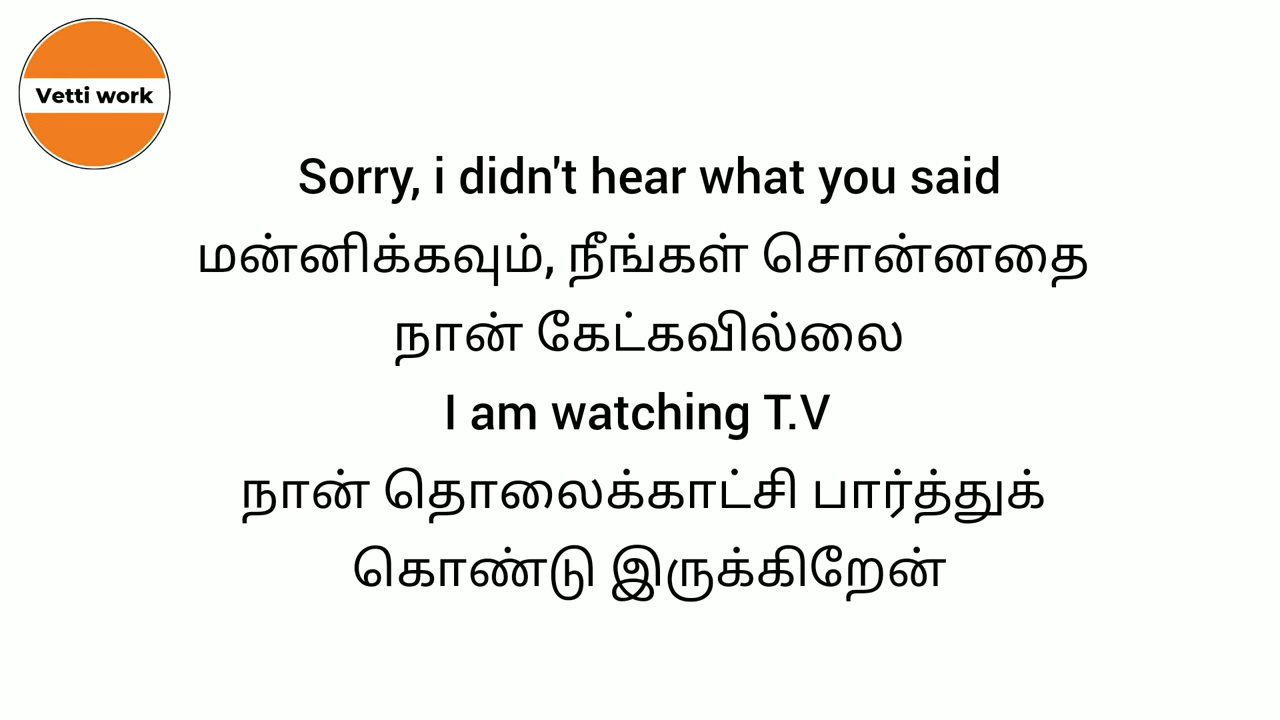 Vetti work
Sorry, i didn't hear what you said
மன்னிக்கவும், நீங்கள் சொன்னதை
நான் கேட்கவில்லை
I am watching T.V
நான் தொலைக்காட்சி பார்த்துக்
கொண்டு இருக்கிறேன்